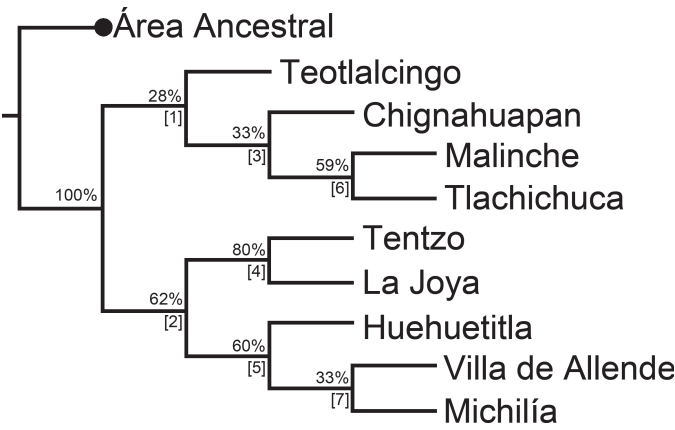 Área Ancestral
Teotlalcingo
28%
[1]
Chignahuapan
33%
[3]
Malinche
59%
[6]
Tlachichuca
100%
Tentzo
80%
[4]
La Joya
62%
[2]
Huehuetitla
60%
[5]
Villa de Allende
33%
[7]
Michilía